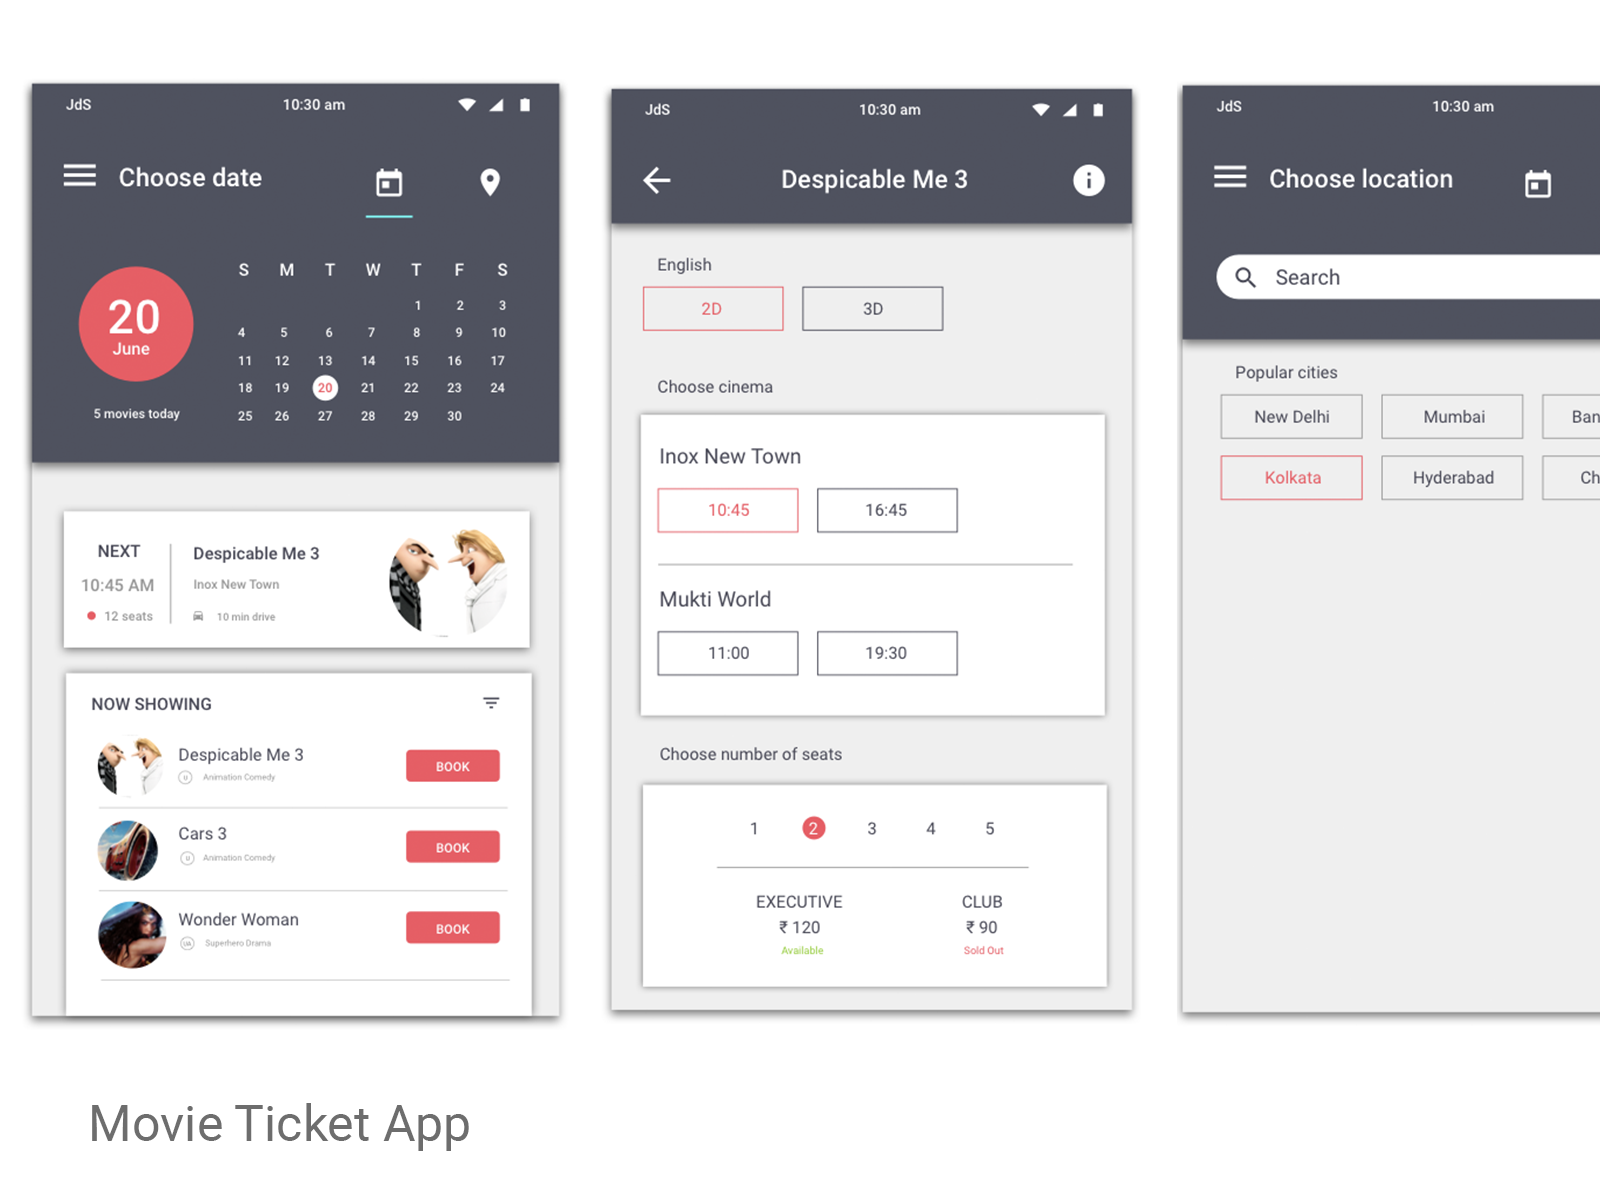 JdS 10:30 am
Choose date
S M T W T F S
1 2 3
4 5 6 7 8 9 10
11 12 13 14 15 16 17
18 19 20 21 22 23 24
25 26 27 28 29 30
20
June
5 movies today
NEXT
10:45 AM
12 seats
Despicable Me 3
Inox New Town
10 min drive
NOW SHOWING
Despicable Me 3
U Animation Comedy
BOOK
Cars 3
U Animation Comedy
BOOK
Wonder Woman
UA Superhero Drama
BOOK
JdS 10:30 am
Despicable Me 3
English
2D 3D
Choose cinema
Inox New Town
10:45 16:45
Mukti World
11:00 19:30
Choose number of seats
1 2 3 4 5
EXECUTIVE CLUB
₹ 120 ₹ 90
Available Sold Out
JdS 10:30 am
Choose location
Search
Popular cities
New Delhi Mumbai Ban
Kolkata Hyderabad Ch
Movie Ticket App